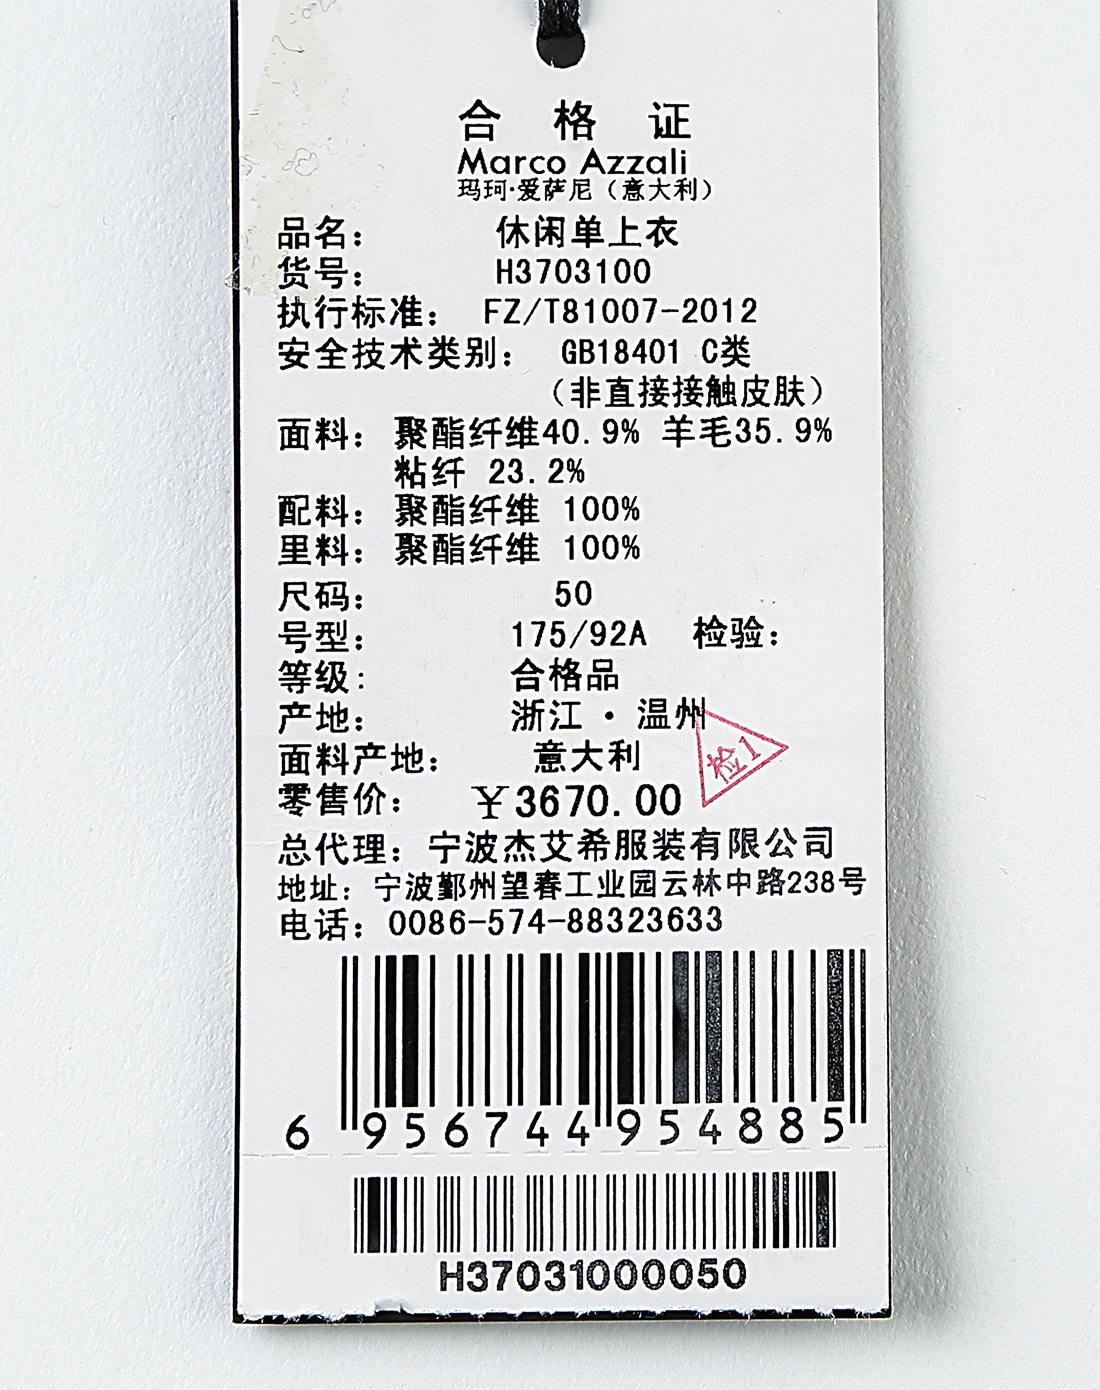 合 格 证
Marco Azzali
玛珂·爱萨尼（意大利）
品名： 休闲单上衣
货号： H3703100
执行标准： FZ/T81007-2012
安全技术类别： GB18401 C类
（非直接接触皮肤）
面料：聚酯纤维40.9% 羊毛35.9%
粘纤 23.2%
配料：聚酯纤维 100%
里料：聚酯纤维 100%
尺码： 50
号型： 175/92A 检验：
等级： 合格品
产地： 浙江·温州
检1
面料产地： 意大利
零售价： ￥3670.00
总代理：宁波杰艾希服装有限公司
地址：宁波鄞州望春工业园云林中路238号
电话：0086-574-88323633
6 956744 954885
H37031000050